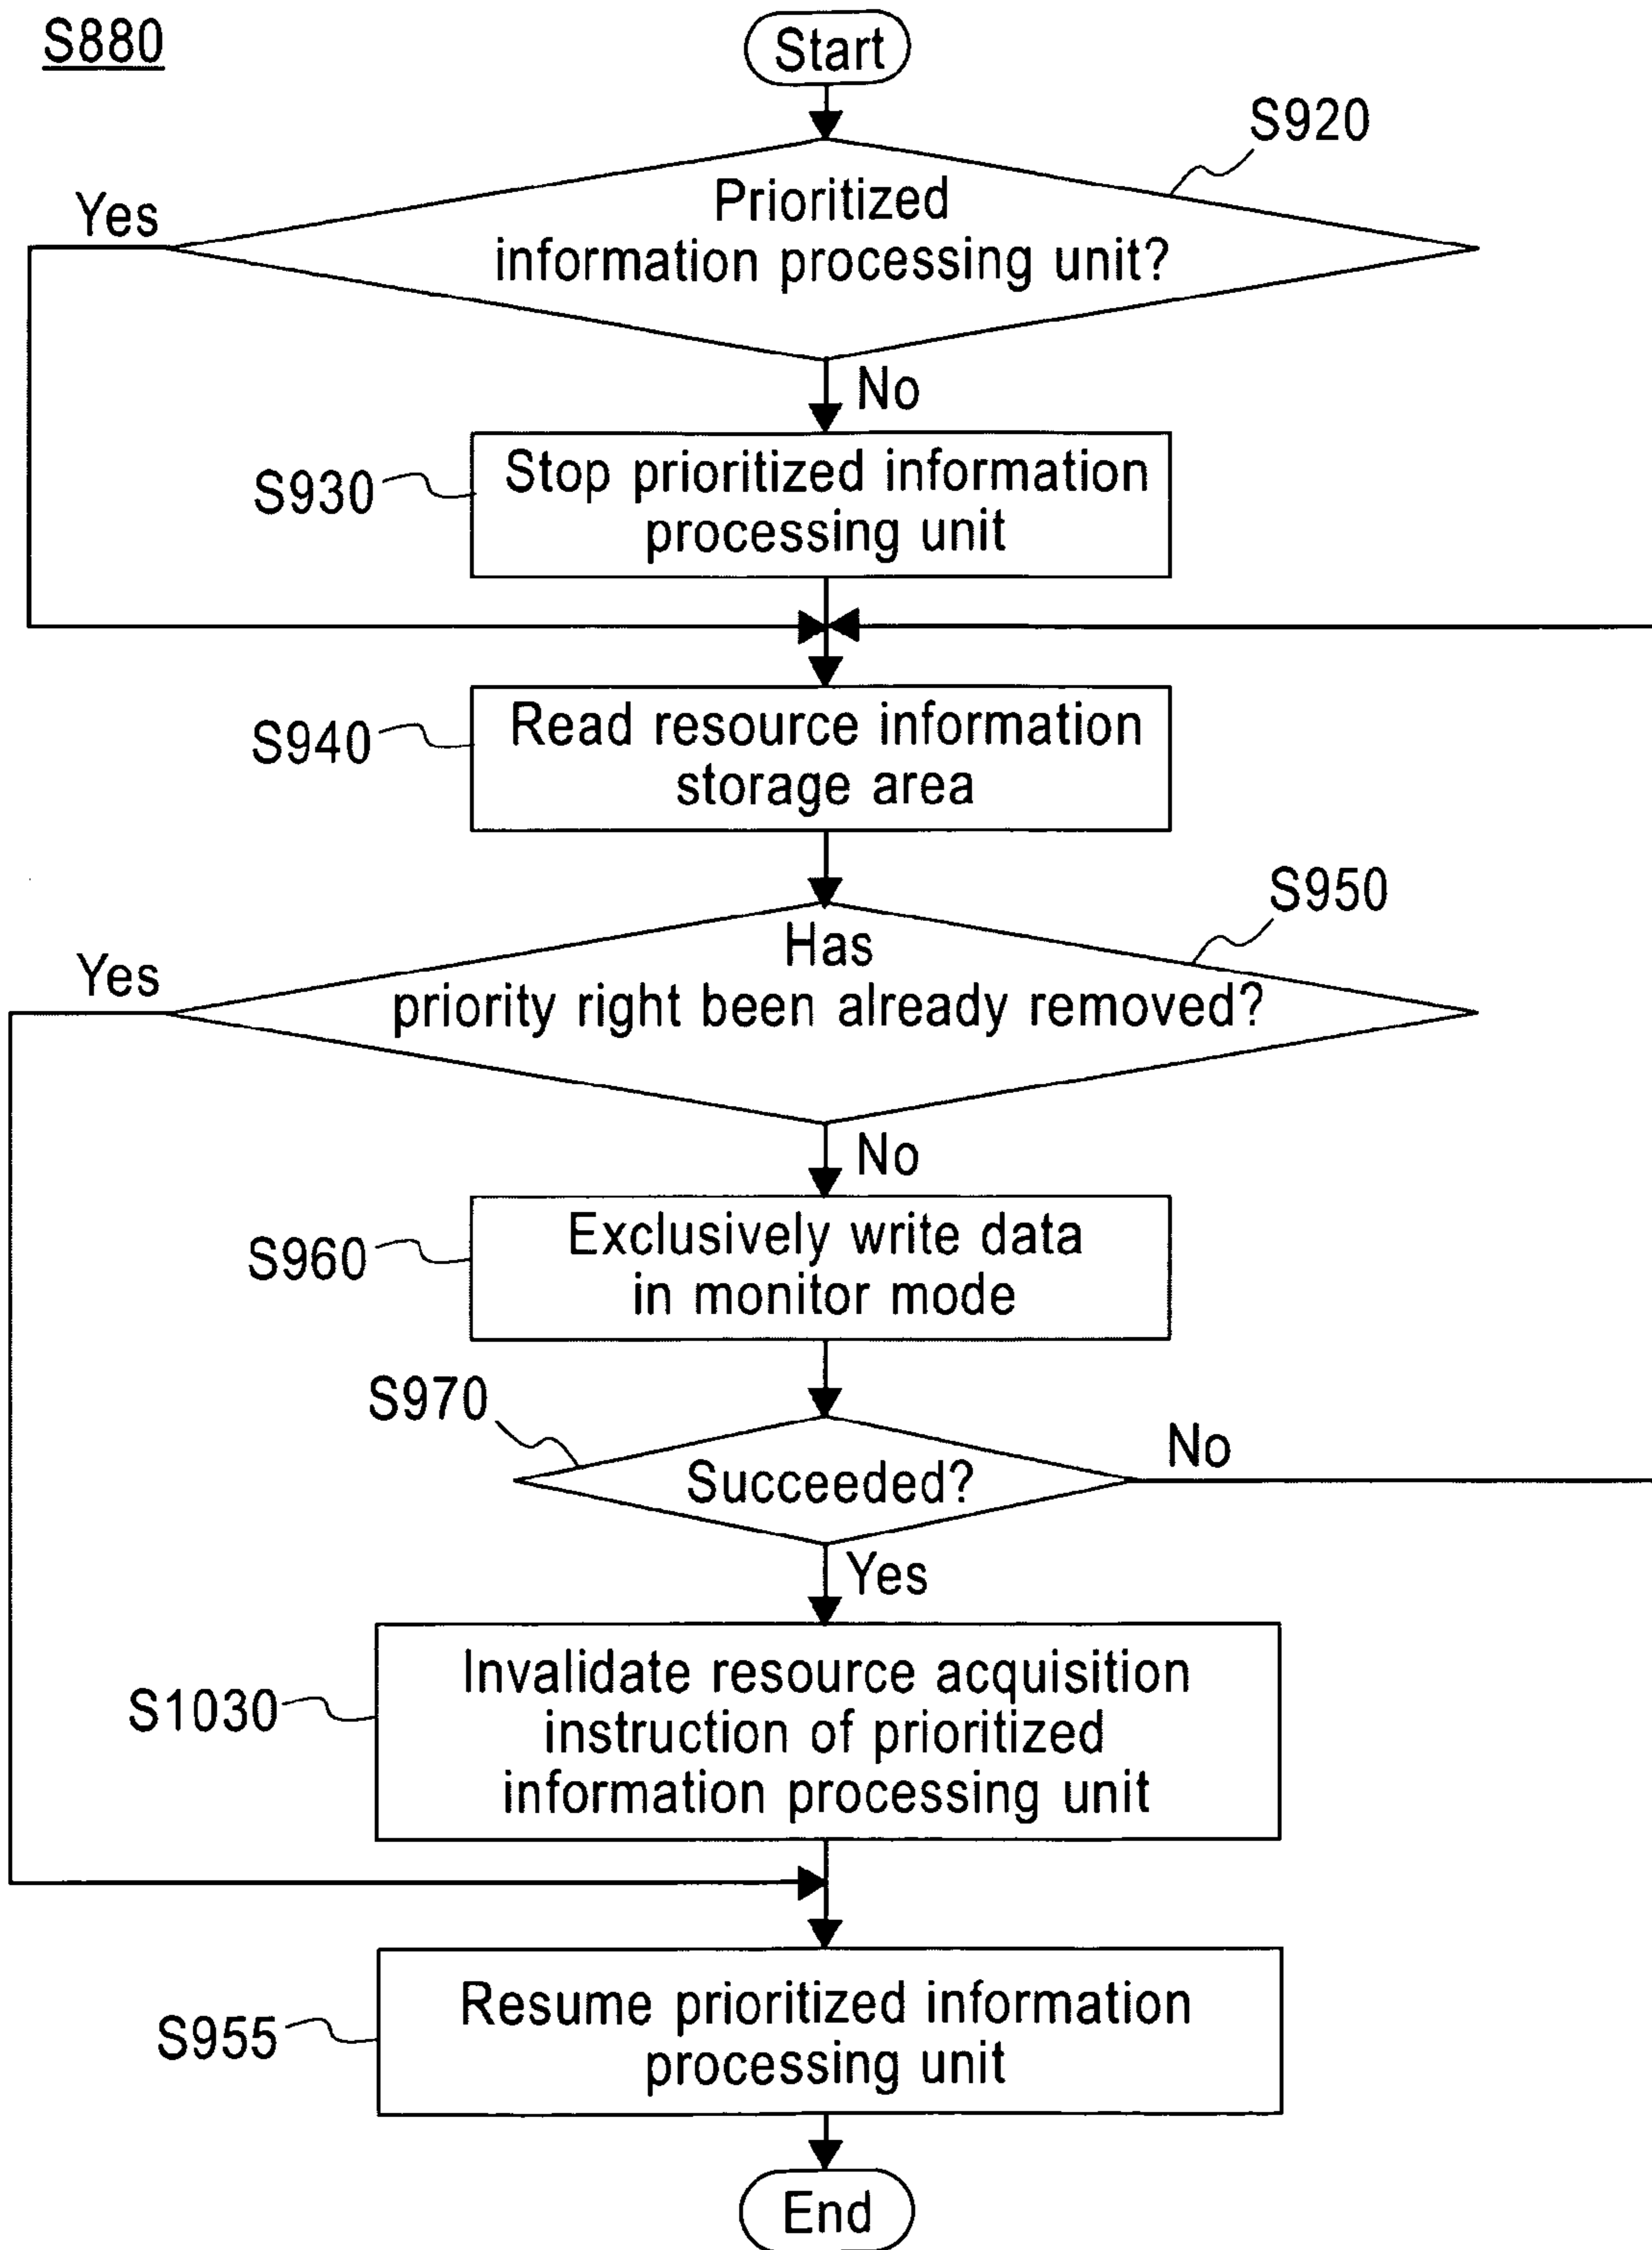 S880
Start
S920
Prioritized
information processing unit?
Yes
No
S930
Stop prioritized information
processing unit
S940
Read resource information
storage area
S950
Has
priority right been already removed?
Yes
No
S960
Exclusively write data
in monitor mode
S970
Succeeded?
No
Yes
S1030
Invalidate resource acquisition
instruction of prioritized
information processing unit
S955
Resume prioritized information
processing unit
End